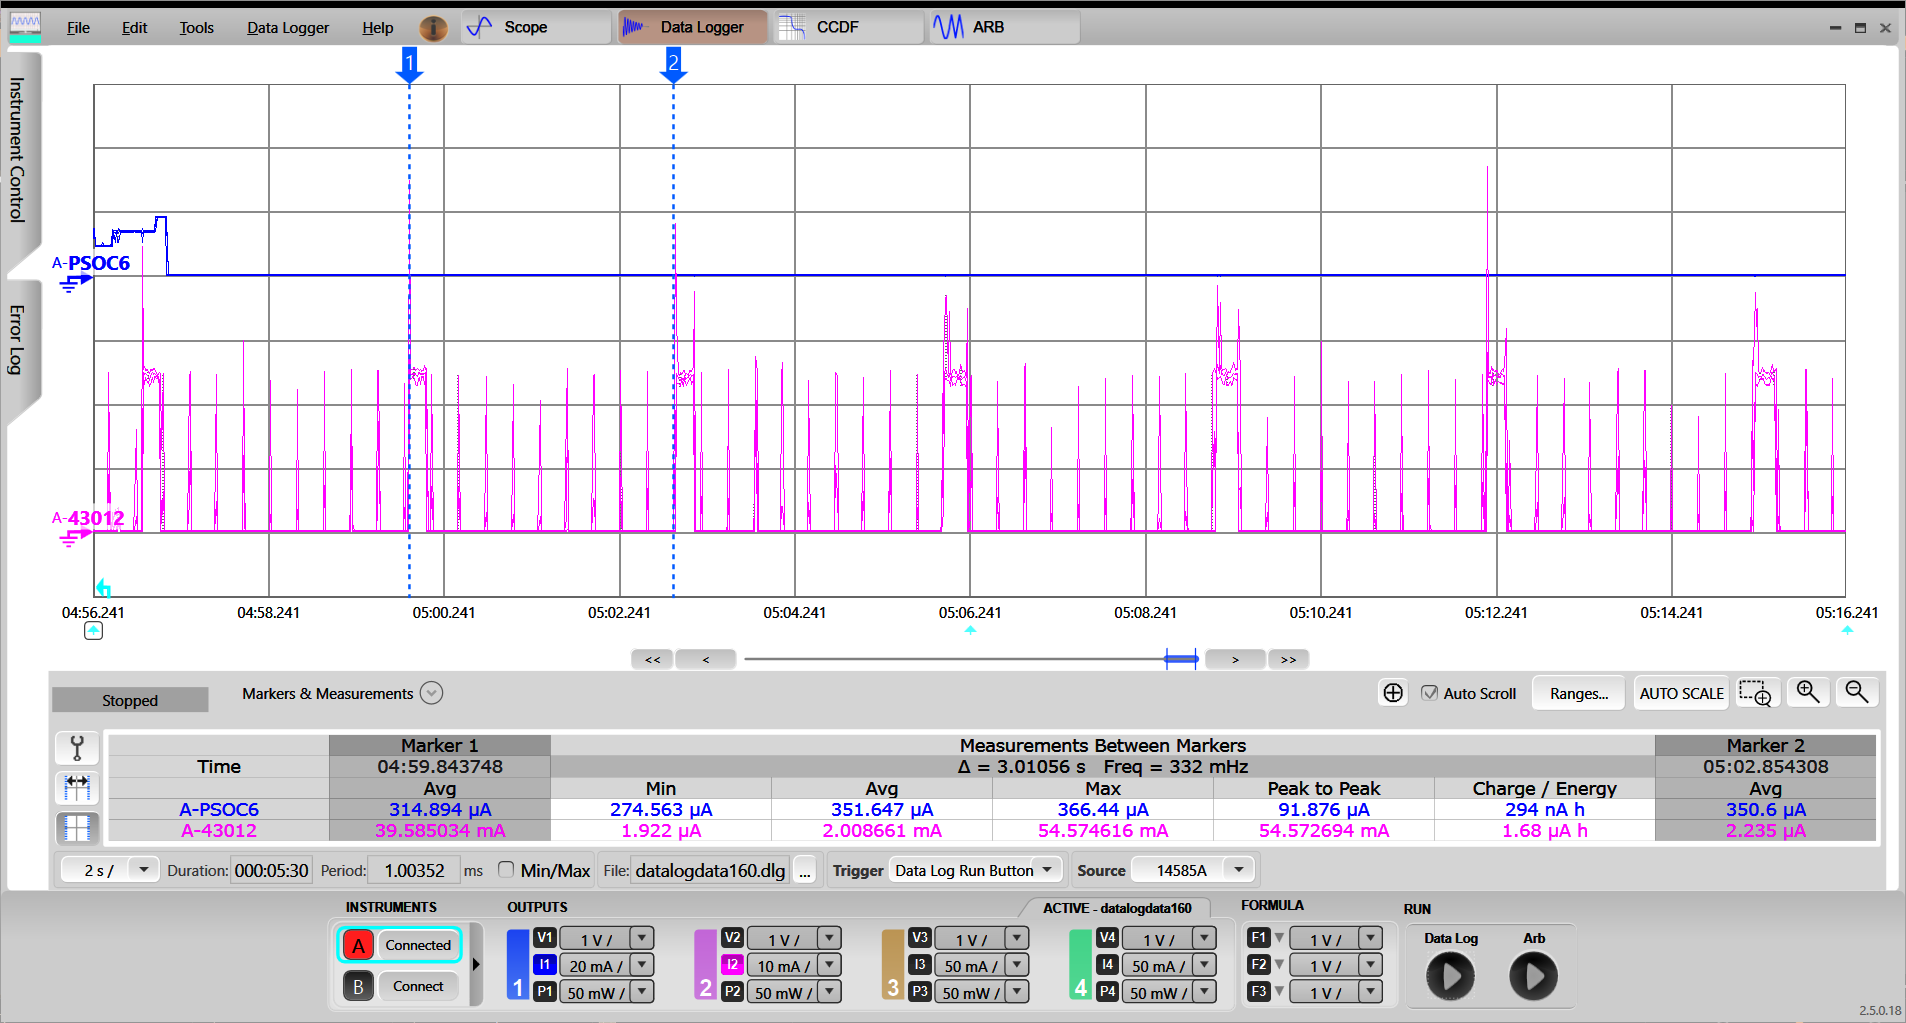 File Edit Tools Data Logger Help Scope Data Logger CCDF ARB
Instrument Control
Error Log
1 2
A-PSOC6
A-43012
04:56.241 04:58.241 05:00.241 05:02.241 05:04.241 05:06.241 05:08.241 05:10.241 05:12.241 05:14.241 05:16.241
<< < > >>
Stopped Markers & Measurements Auto Scroll Ranges... AUTO SCALE
Marker 1 Measurements Between Markers Marker 2
Time 04:59.843748 Δ = 3.01056 s Freq = 332 mHz 05:02.854308
Avg Min Avg Max Peak to Peak Charge / Energy Avg
A-PSOC6 314.894 µA 274.563 µA 351.647 µA 366.44 µA 91.876 µA 294 nA h 350.6 µA
A-43012 39.585034 mA 1.922 µA 2.008661 mA 54.574616 mA 54.572694 mA 1.68 µA h 2.235 µA
2 s / Duration: 000:05:30 Period: 1.00352 ms Min/Max File: datalogdata160.dlg ... Trigger Data Log Run Button Source 14585A
INSTRUMENTS OUTPUTS ACTIVE - datalogdata160 FORMULA RUN
A Connected
B Connect
1 V1 1 V / I1 20 mA / P1 50 mW /
2 V2 1 V / I2 10 mA / P2 50 mW /
3 V3 1 V / I3 50 mA / P3 50 mW /
4 V4 1 V / I4 50 mA / P4 50 mW /
F1 1 V /
F2 1 V /
F3 1 V /
Data Log Arb
2.5.0.18